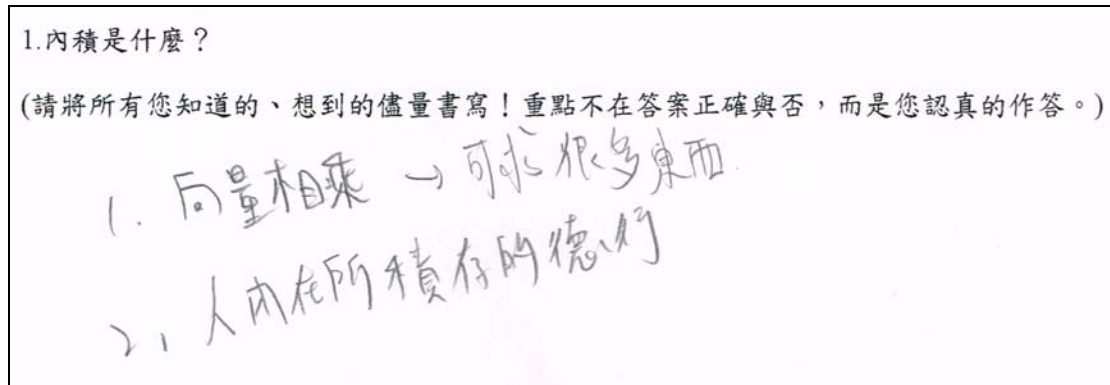 1.內積是什麼？
(請將所有您知道的、想到的儘量書寫！重點不在答案正確與否，而是您認真的作答。)
1. 向量相乘 → 可求很多東西.
2、人內在所積存的德行